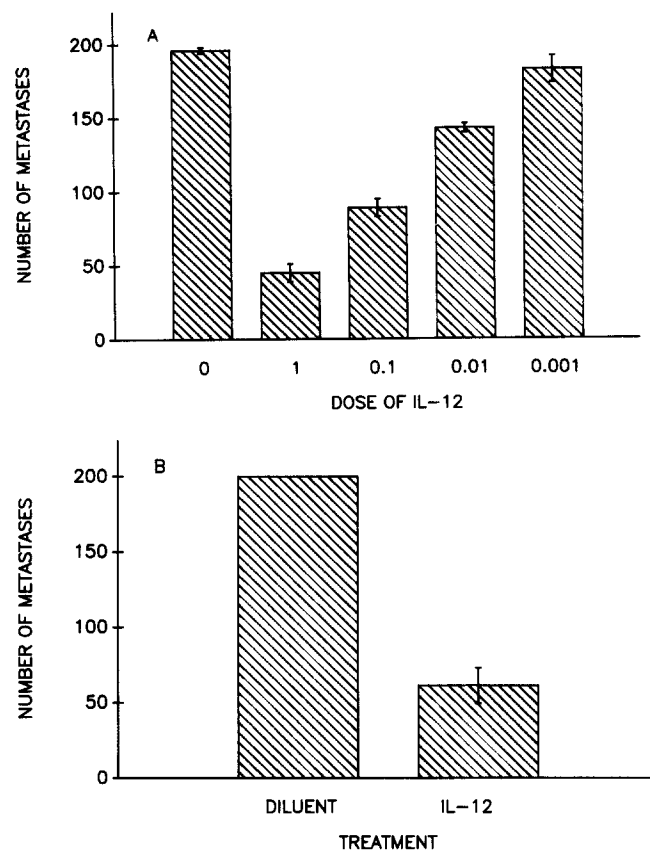 A
NUMBER OF METASTASES
200
150
100
50
0
0 1 0.1 0.01 0.001
DOSE OF IL-12
B
NUMBER OF METASTASES
200
150
100
50
0
DILUENT IL-12
TREATMENT